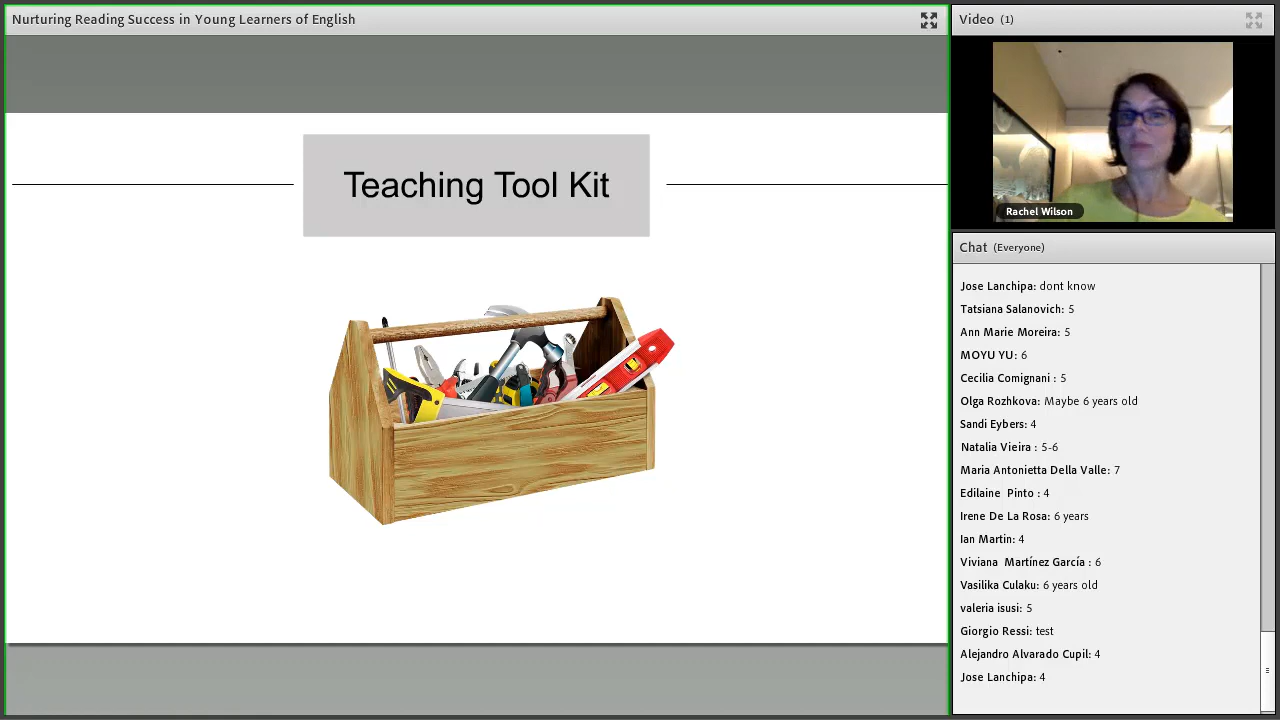 Nurturing Reading Success in Young Learners of English
Teaching Tool Kit
Video (1)
Rachel Wilson
Chat (Everyone)
Jose Lanchipa: dont know
Tatsiana Salanovich: 5
Ann Marie Moreira: 5
MOYU YU: 6
Cecilia Comignani : 5
Olga Rozhkova: Maybe 6 years old
Sandi Eybers: 4
Natalia Vieira : 5-6
Maria Antonietta Della Valle: 7
Edilaine  Pinto : 4
Irene De La Rosa: 6 years
Ian Martin: 4
Viviana  Martínez García : 6
Vasilika Culaku: 6 years old
valeria isusi: 5
Giorgio Ressi: test
Alejandro Alvarado Cupil: 4
Jose Lanchipa: 4